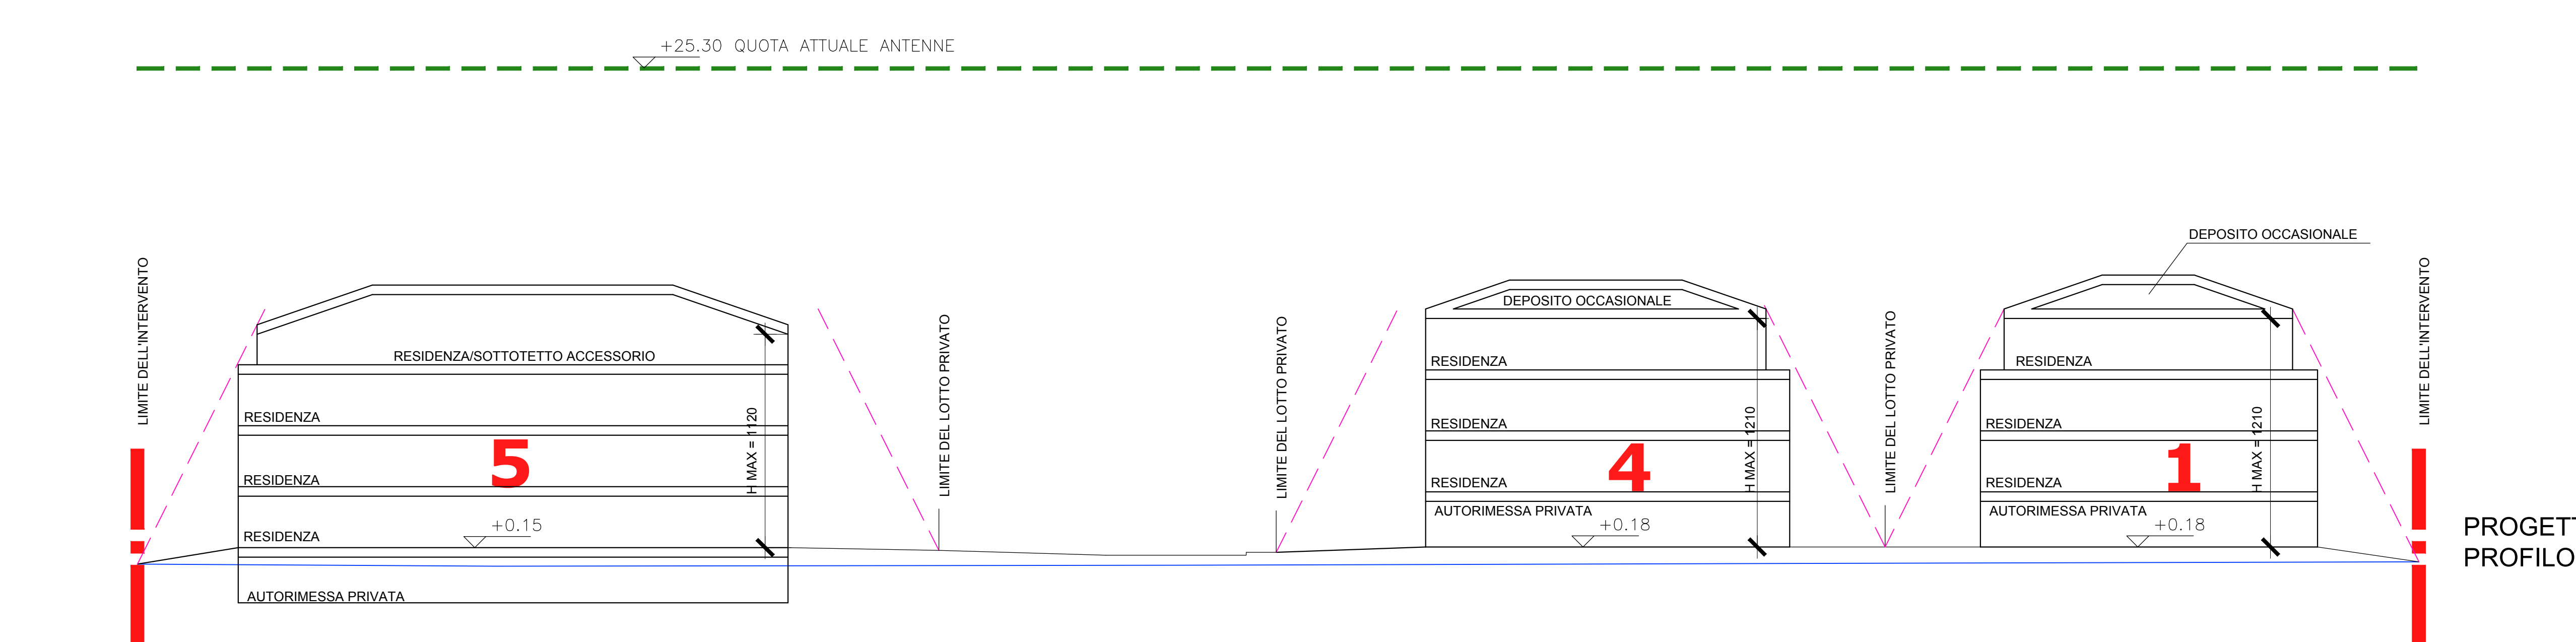 +25.30 QUOTA ATTUALE ANTENNE
LIMITE DELL'INTERVENTO
RESIDENZA/SOTTOTETTO ACCESSORIO
RESIDENZA
RESIDENZA
RESIDENZA
AUTORIMESSA PRIVATA
5
+0.15
H MAX = 1120
LIMITE DEL LOTTO PRIVATO
LIMITE DEL LOTTO PRIVATO
DEPOSITO OCCASIONALE
RESIDENZA
RESIDENZA
RESIDENZA
AUTORIMESSA PRIVATA
4
+0.18
H MAX = 1210
LIMITE DEL LOTTO PRIVATO
DEPOSITO OCCASIONALE
RESIDENZA
RESIDENZA
RESIDENZA
AUTORIMESSA PRIVATA
1
+0.18
H MAX = 1210
LIMITE DELL'INTERVENTO
PROFILO